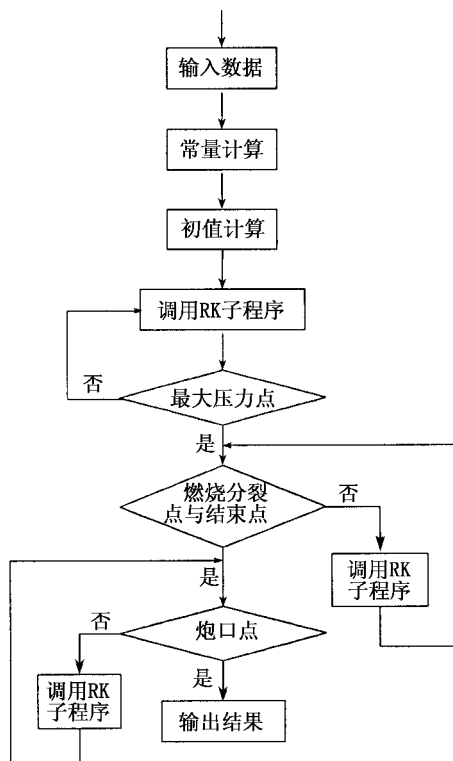 输入数据
常量计算
初值计算
调用RK子程序
否
最大压力点
是
燃烧分裂
点与结束点
否
调用RK
子程序
是
否
炮口点
调用RK
子程序
是
输出结果